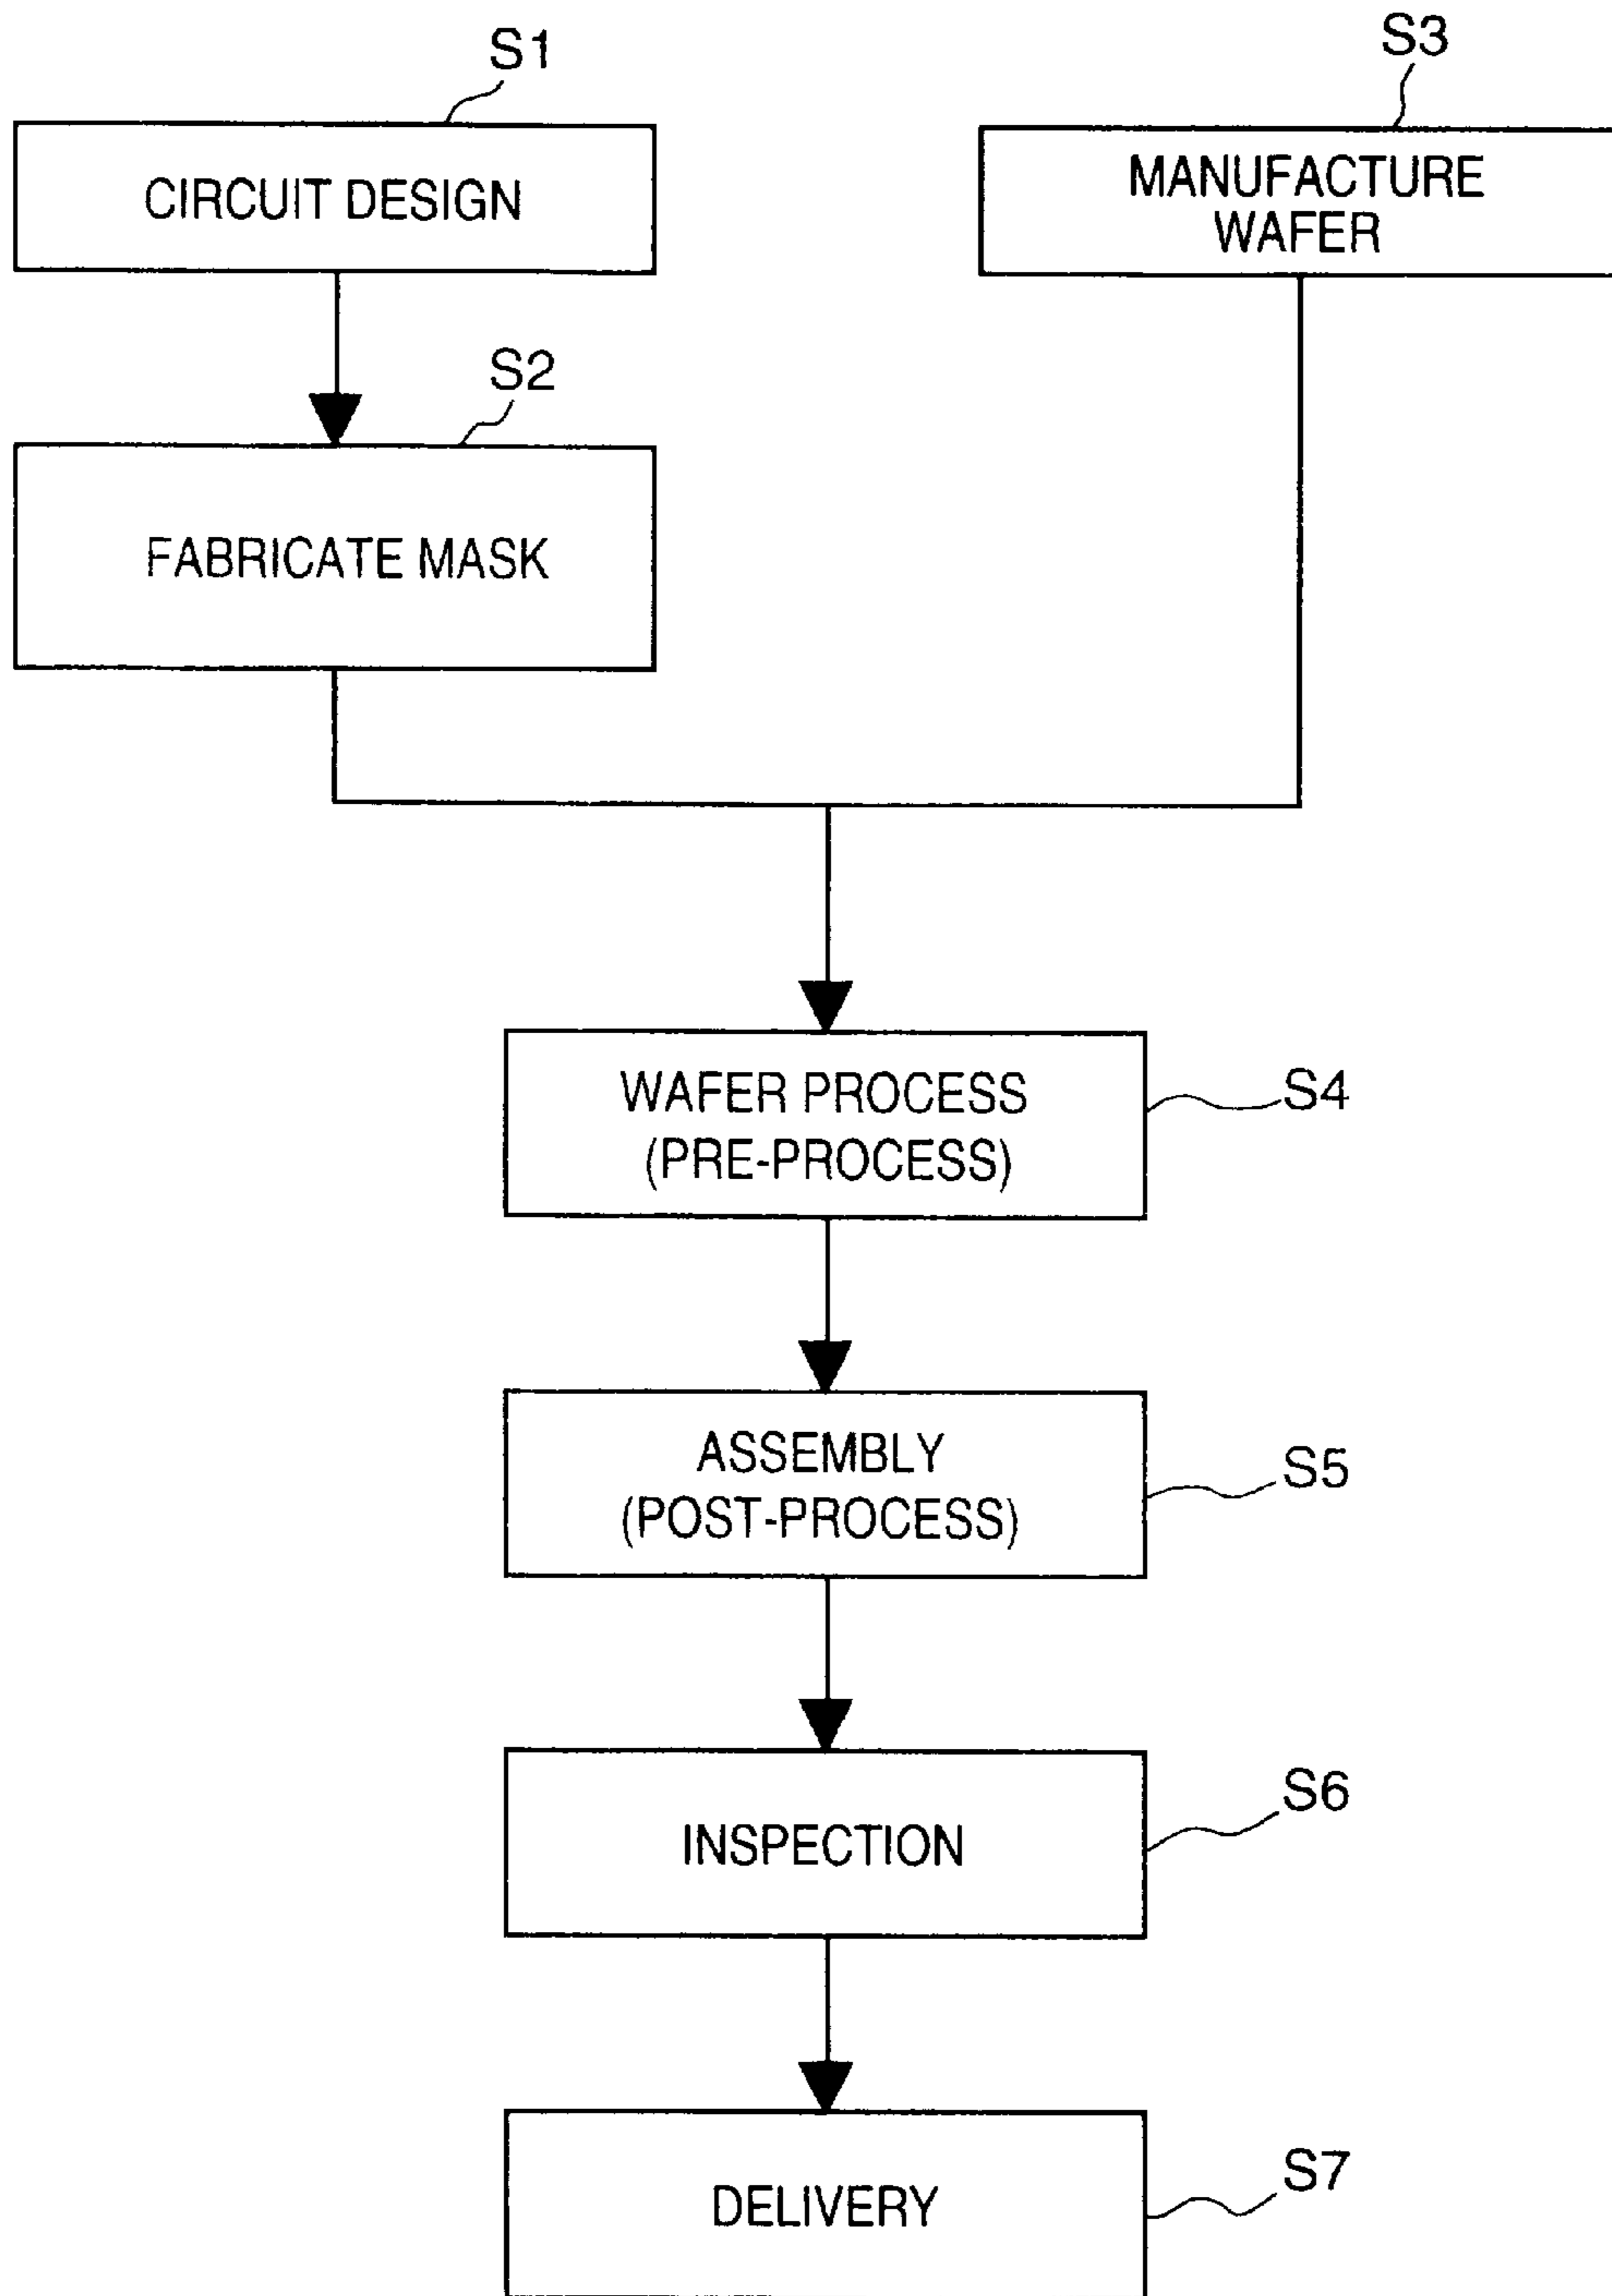 S1
CIRCUIT DESIGN
S3
MANUFACTURE
WAFER
S2
FABRICATE MASK
WAFER PROCESS
(PRE-PROCESS)
S4
ASSEMBLY
(POST-PROCESS)
S5
INSPECTION
S6
DELIVERY
S7